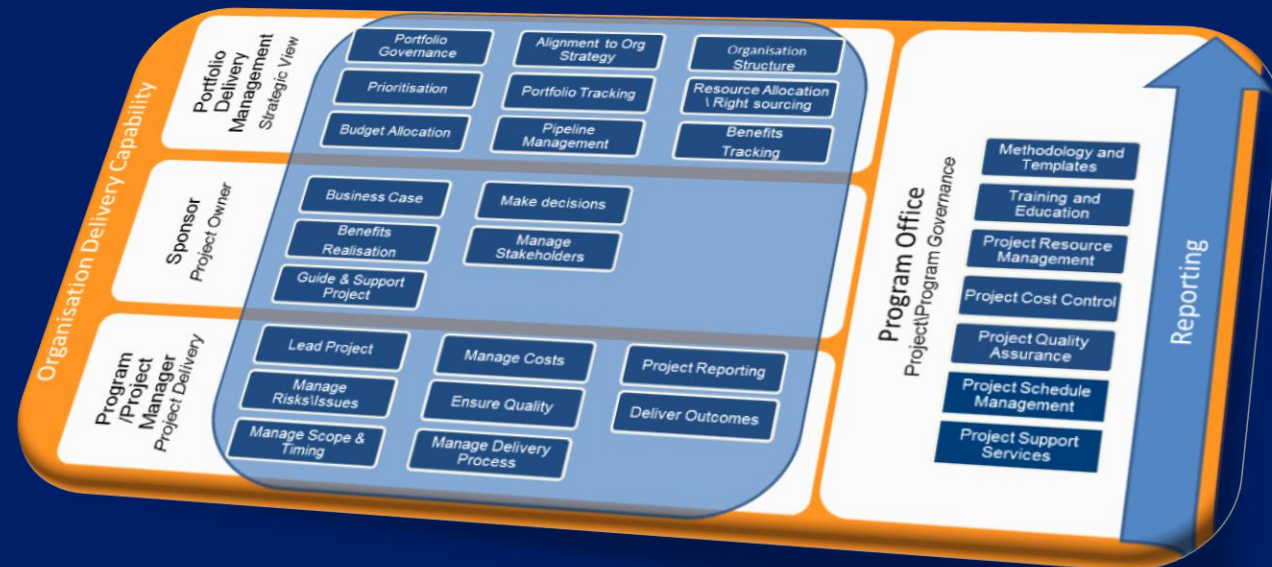 Organisation Delivery Capability
Portfolio
Delivery
Management
Strategic View
Portfolio
Governance
Alignment to Org
Strategy
Organisation
Structure
Prioritisation
Portfolio Tracking
Resource Allocation
\ Right sourcing
Budget Allocation
Pipeline
Management
Benefits
Tracking
Sponsor
Project Owner
Business Case
Make decisions
Benefits
Realisation
Manage
Stakeholders
Guide & Support
Project
Program
/Project
Manager
Project Delivery
Lead Project
Manage Costs
Project Reporting
Manage
Risks\Issues
Ensure Quality
Deliver Outcomes
Manage Scope &
Timing
Manage Delivery
Process
Program Office
Project\Program Governance
Methodology and
Templates
Training and
Education
Project Resource
Management
Project Cost Control
Project Quality
Assurance
Project Schedule
Management
Project Support
Services
Reporting